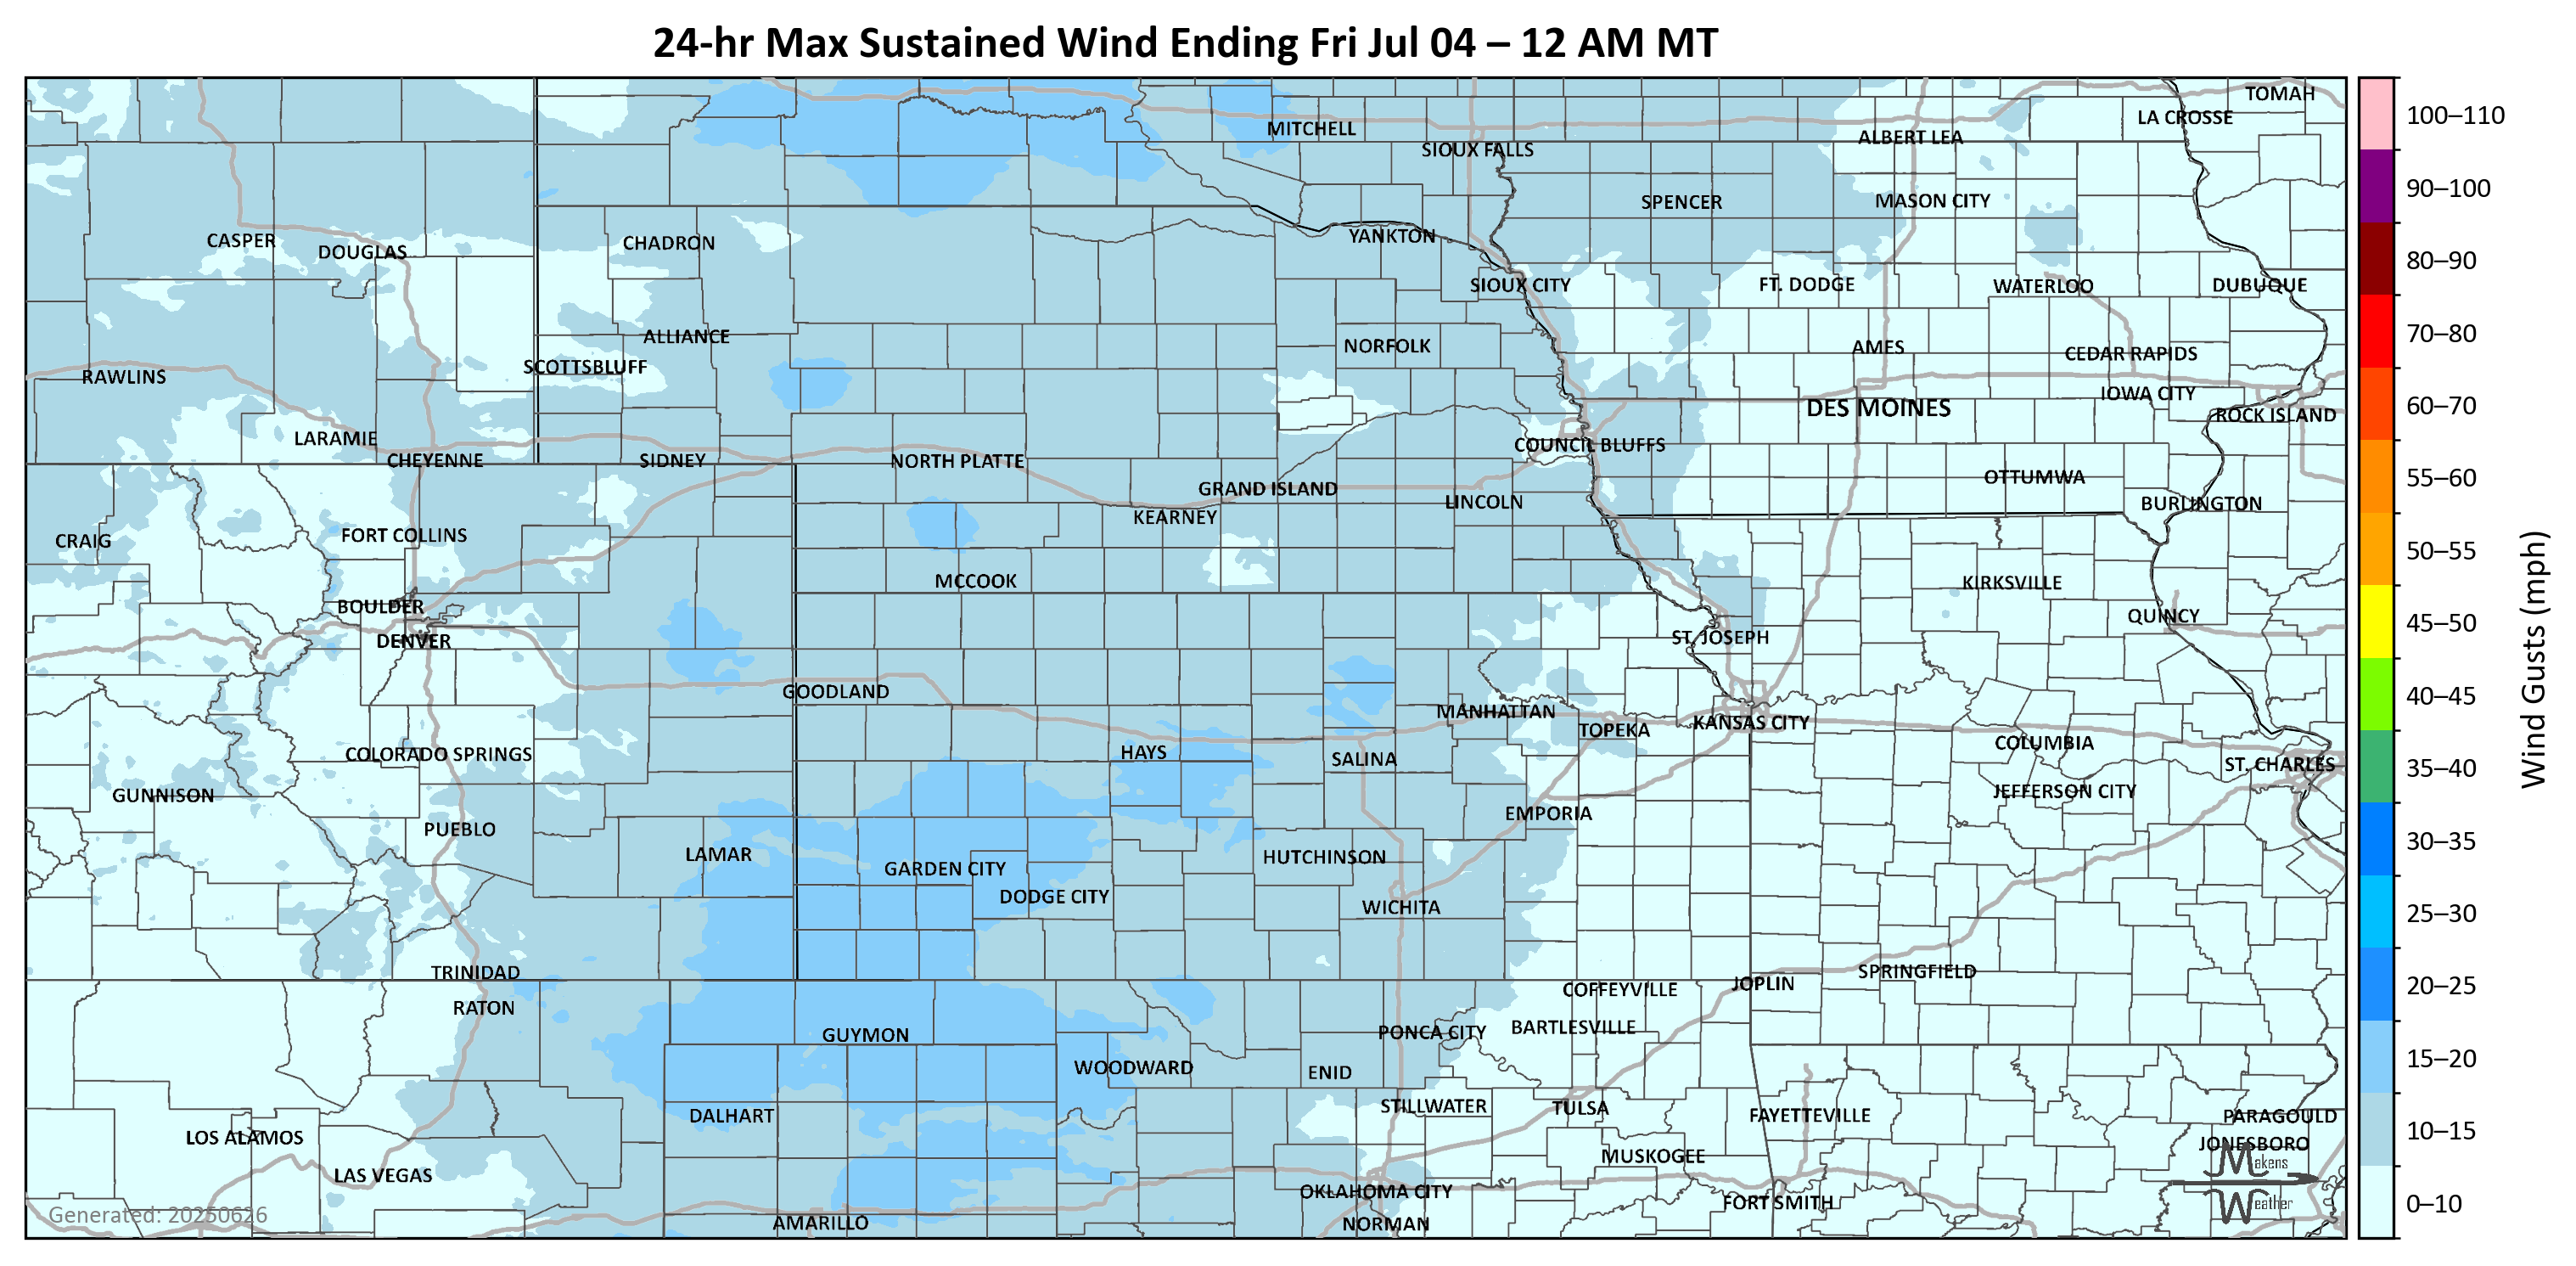 24-hr Max Sustained Wind Ending Fri Jul 04 – 12 AM MT
TOMAH
LA CROSSE
MITCHELL
ALBERT LEA
SIOUX FALLS
SPENCER
MASON CITY
CASPER
DOUGLAS
CHADRON
YANKTON
SIOUX CITY
FT. DODGE
WATERLOO
DUBUQUE
ALLIANCE
NORFOLK
AMES
CEDAR RAPIDS
SCOTTSBLUFF
RAWLINS
IOWA CITY
DES MOINES
ROCK ISLAND
LARAMIE
COUNCIL BLUFFS
CHEYENNE
SIDNEY
NORTH PLATTE
OTTUMWA
GRAND ISLAND
LINCOLN
BURLINGTON
KEARNEY
CRAIG
FORT COLLINS
MCCOOK
KIRKSVILLE
BOULDER
QUINCY
DENVER
ST. JOSEPH
GOODLAND
MANHATTAN
TOPEKA
KANSAS CITY
COLORADO SPRINGS
HAYS
SALINA
COLUMBIA
ST. CHARLES
GUNNISON
JEFFERSON CITY
PUEBLO
EMPORIA
LAMAR
GARDEN CITY
HUTCHINSON
DODGE CITY
WICHITA
TRINIDAD
SPRINGFIELD
JOPLIN
COFFEYVILLE
RATON
GUYMON
PONCA CITY
BARTLESVILLE
WOODWARD
ENID
DALHART
STILLWATER
TULSA
FAYETTEVILLE
PARAGOULD
LOS ALAMOS
JONESBORO
LAS VEGAS
MUSKOGEE
OKLAHOMA CITY
FORT SMITH
AMARILLO
NORMAN
Generated: 20250626
Makens
Weather
100–110
90–100
80–90
70–80
60–70
55–60
50–55
45–50
40–45
35–40
30–35
25–30
20–25
15–20
10–15
0–10
Wind Gusts (mph)